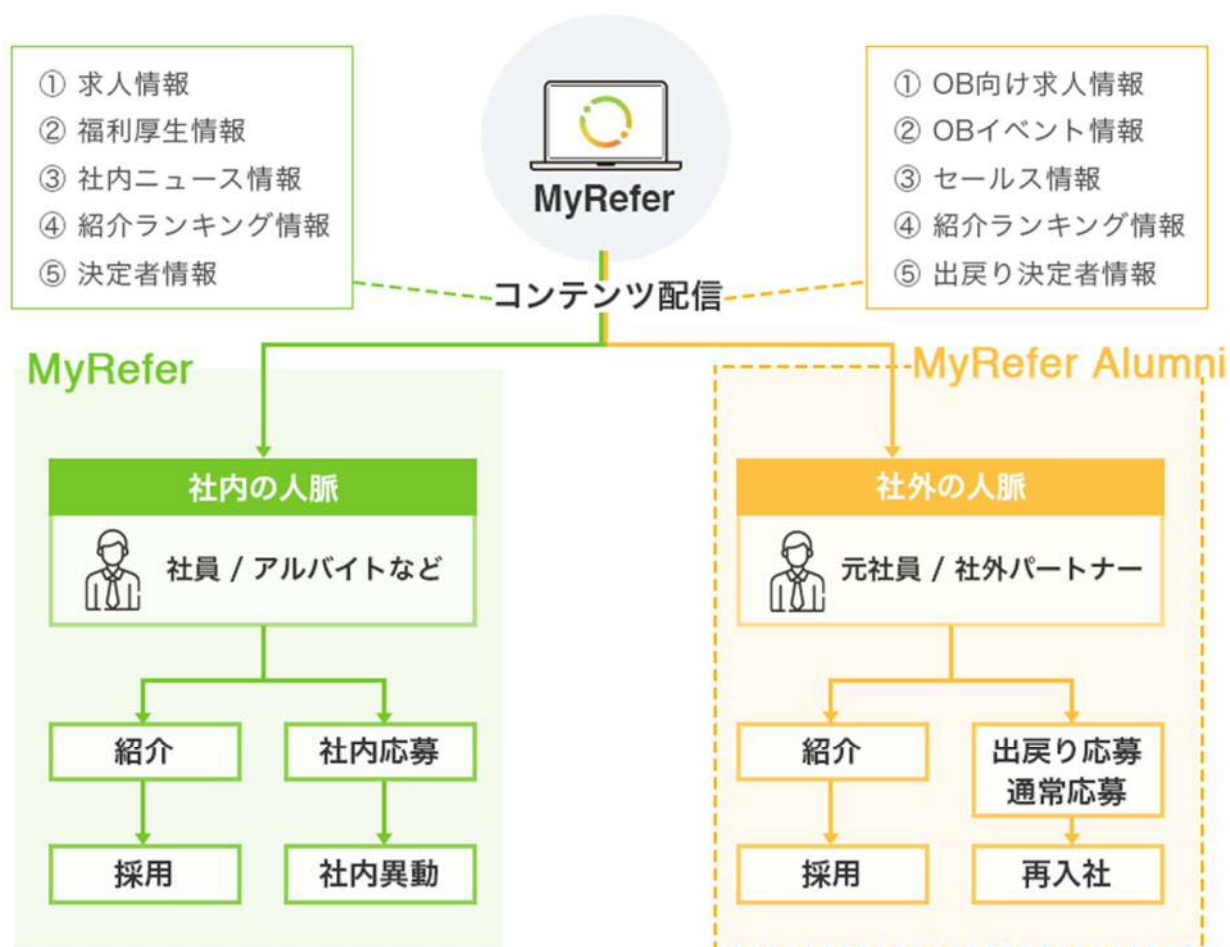 ① 求人情報
② 福利厚生情報
③ 社内ニュース情報
④ 紹介ランキング情報
⑤ 決定者情報
MyRefer
① OB向け求人情報
② OBイベント情報
③ セールス情報
④ 紹介ランキング情報
⑤ 出戻り決定者情報
コンテンツ配信
MyRefer
社内の人脈
社員 / アルバイトなど
紹介
社内応募
採用
社内異動
MyRefer Alumni
社外の人脈
元社員 / 社外パートナー
紹介
出戻り応募
通常応募
採用
再入社